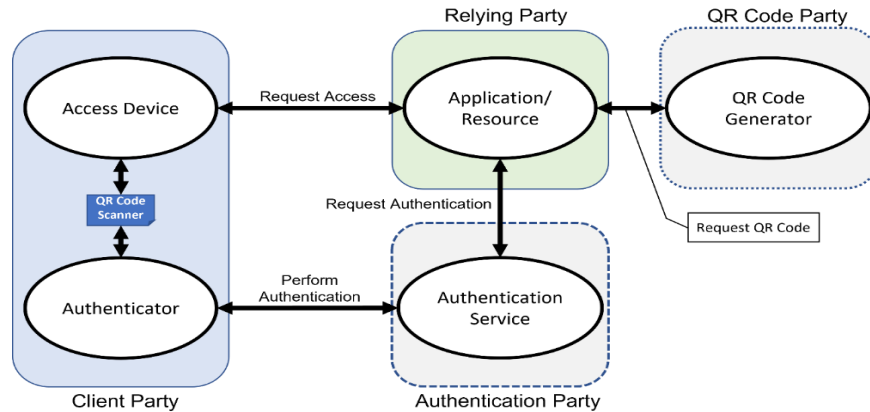 Relying Party
QR Code Party
Access Device
Request Access
Application/
Resource
QR Code
Generator
QR Code
Scanner
Request Authentication
Request QR Code
Authenticator
Perform
Authentication
Authentication
Service
Client Party
Authentication Party